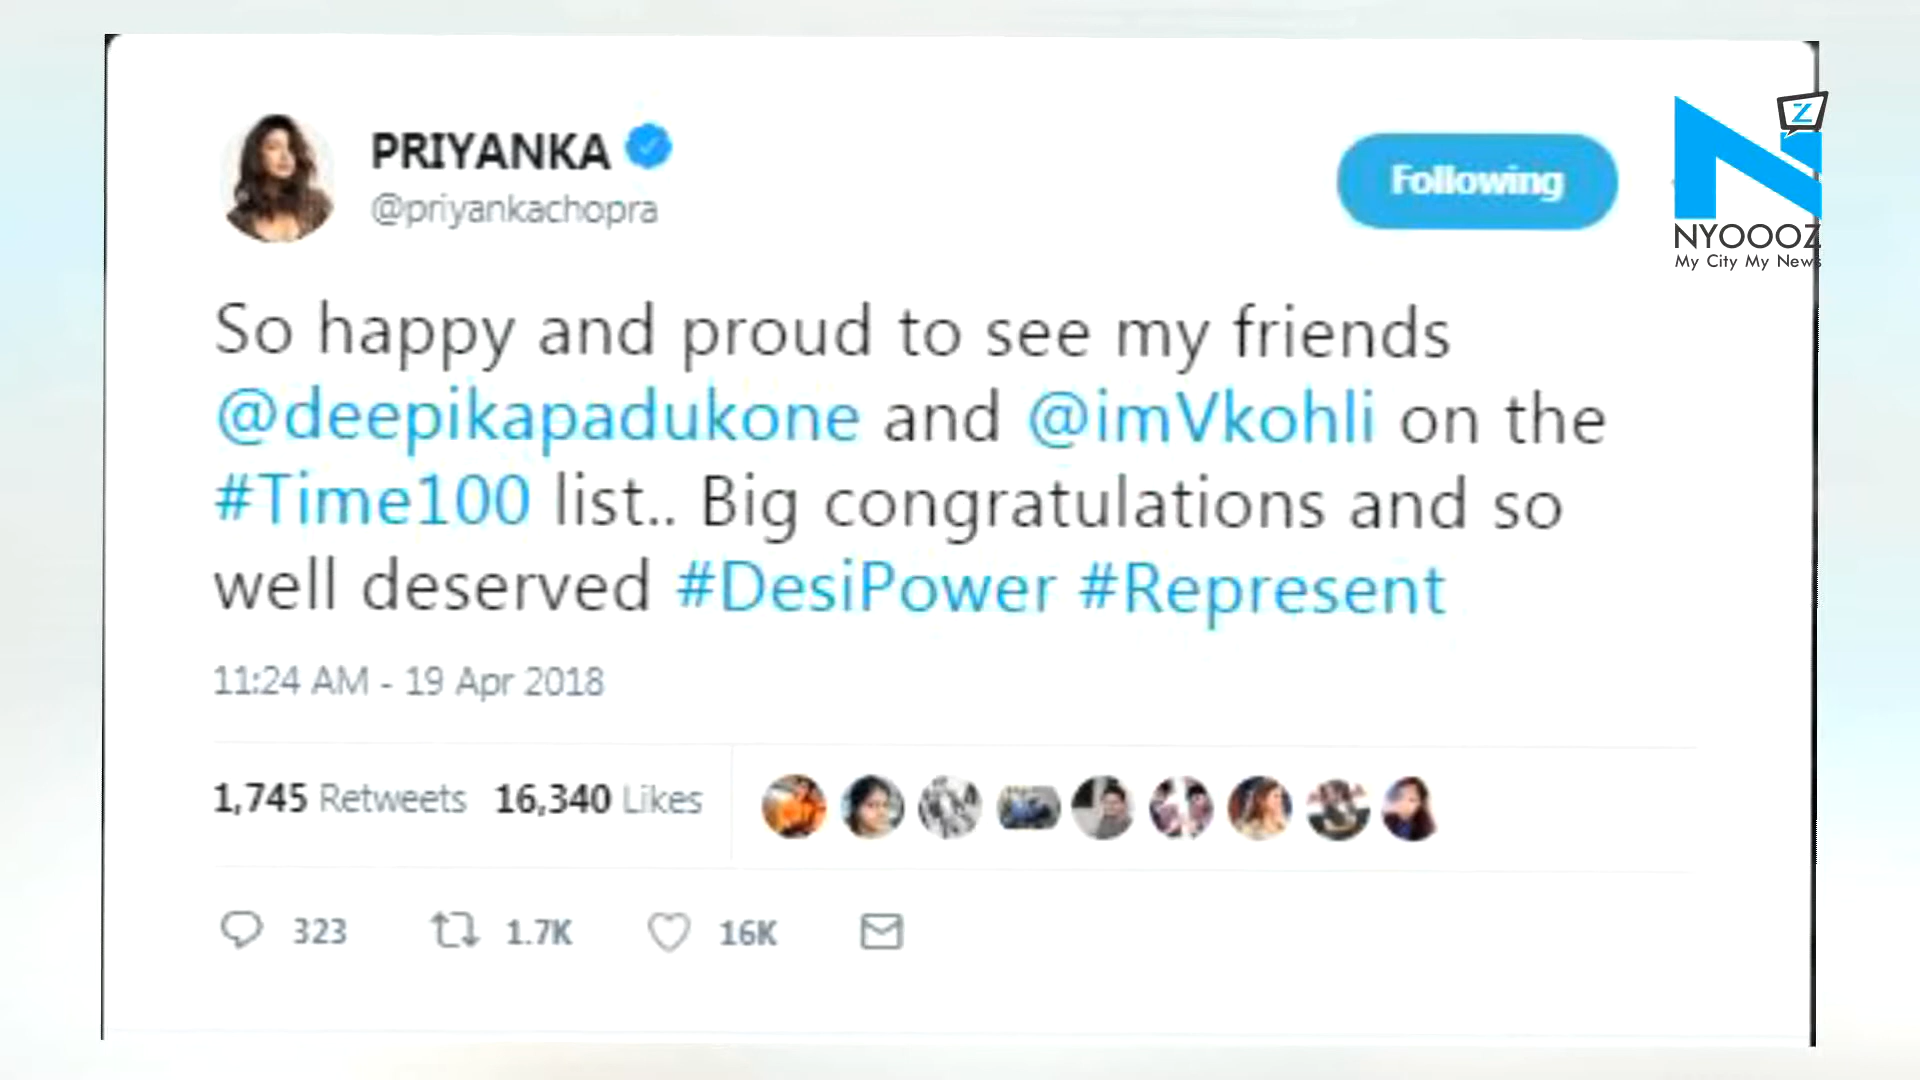 PRIYANKA
@priyankachopra
Following
Z
NYOOOZ
My City My News
So happy and proud to see my friends
@deepikapadukone and @imVkohli on the
#Time100 list.. Big congratulations and so
well deserved #DesiPower #Represent
11:24 AM - 19 Apr 2018
1,745 Retweets 16,340 Likes
323 1.7K 16K